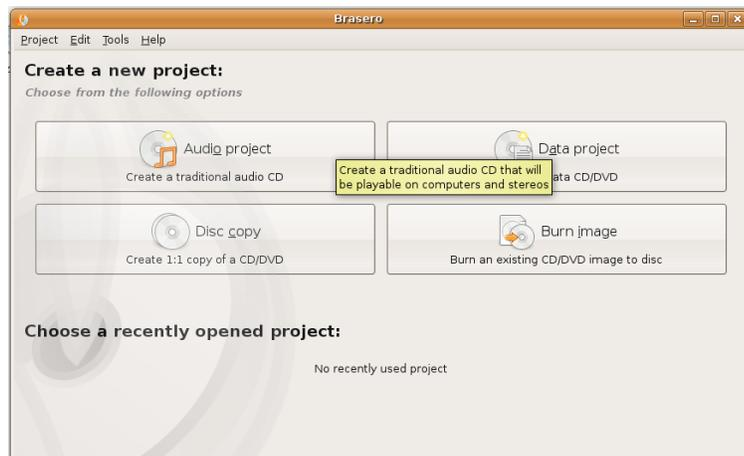 Brasero
Project Edit Tools Help
Create a new project:
Choose from the following options
Audio project
Create a traditional audio CD
Data project
ata CD/DVD
Create a traditional audio CD that will
be playable on computers and stereos
Disc copy
Create 1:1 copy of a CD/DVD
Burn image
Burn an existing CD/DVD image to disc
Choose a recently opened project:
No recently used project